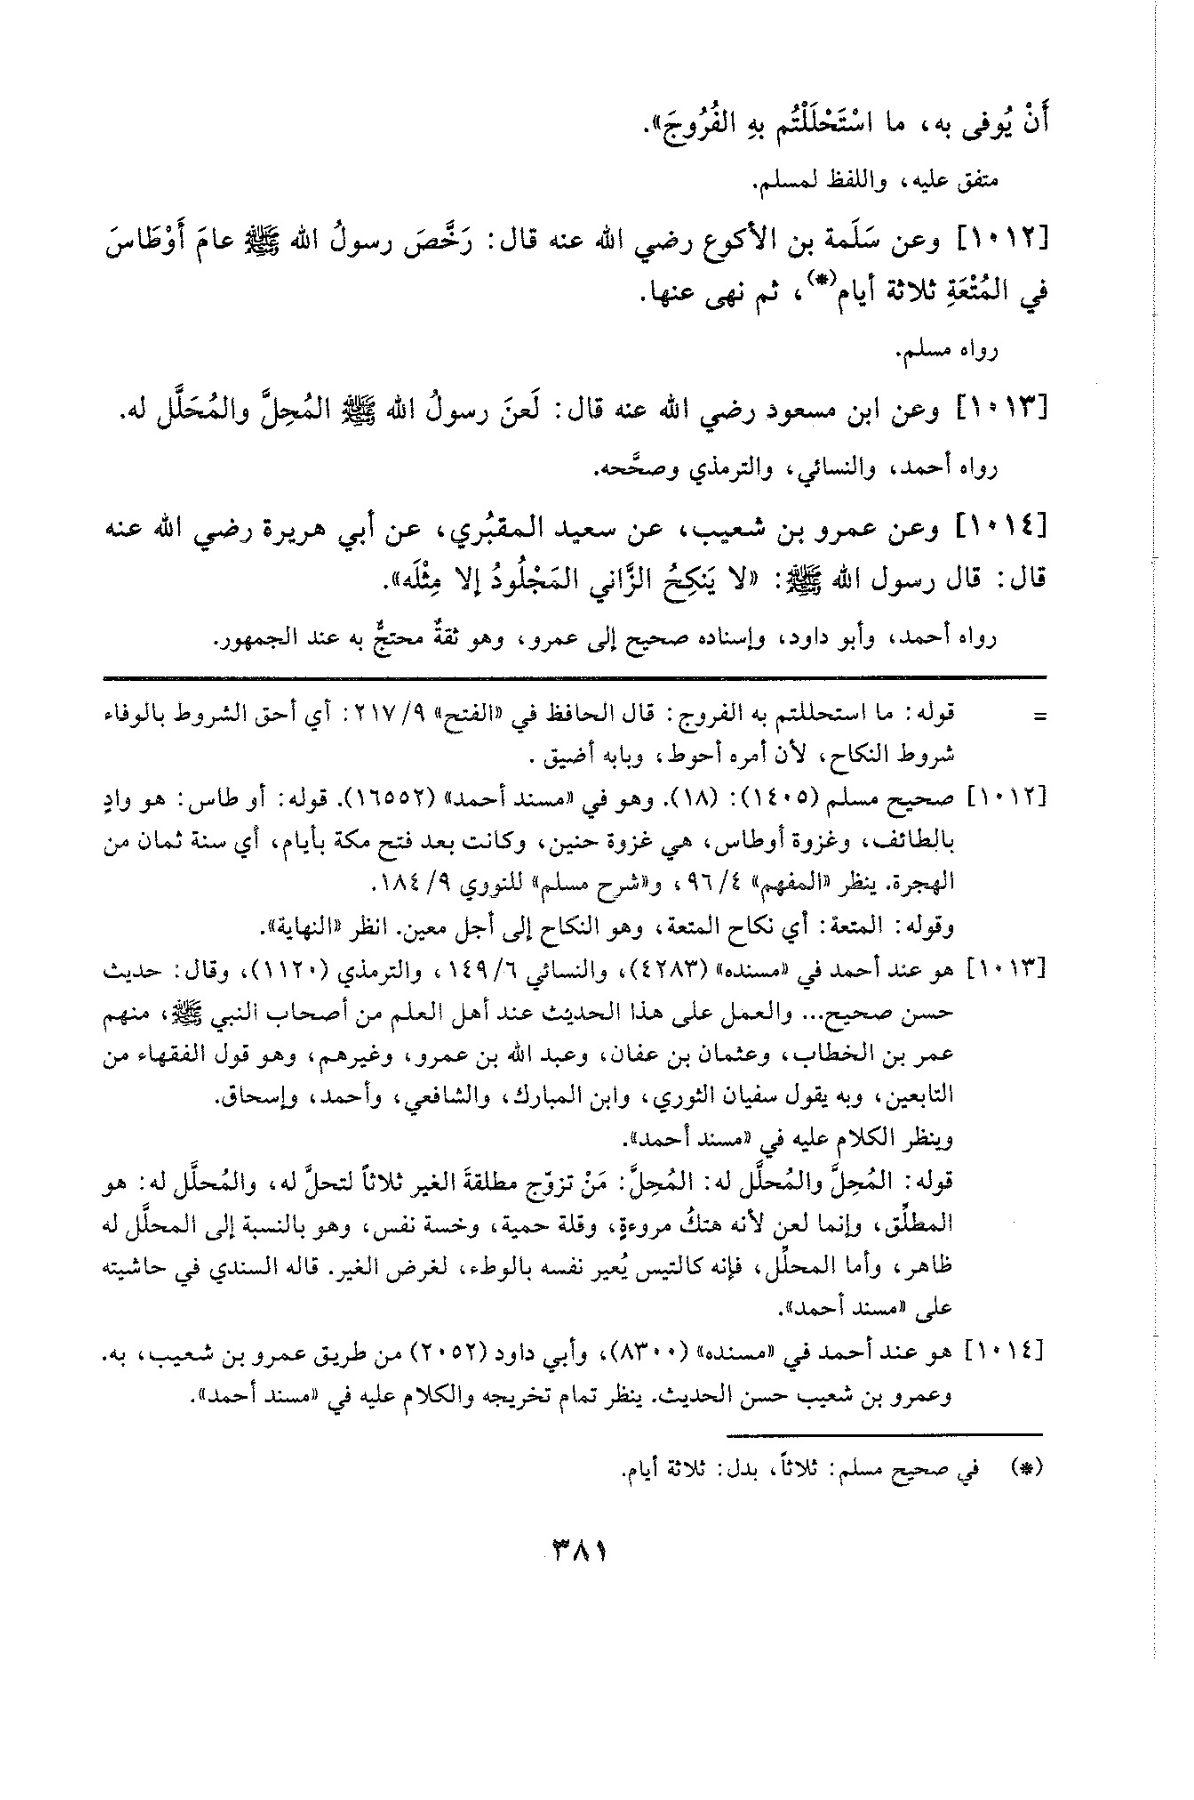 أَنْ يُوفى به، ما اسْتَحْلَلْتُم بهِ الفُرُوجَ».
متفق عليه، واللفظ لمسلم.
[١٠١٢] وعن سَلَمة بن الأكوع رضي الله عنه قال: رَخَّصَ رسولُ الله ﷺ عامَ أَوْطَاسَ
في المُتْعَةِ ثلاثة أيام(*)، ثم نهى عنها.
رواه مسلم.
[١٠١٣] وعن ابن مسعود رضي الله عنه قال: لَعنَ رسولُ الله ﷺ المُحِلَّ والمُحَلَّل له.
رواه أحمد، والنسائي، والترمذي وصحَّحه.
[١٠١٤] وعن عمرو بن شعيب، عن سعيد المقبُري، عن أبي هريرة رضي الله عنه
قال: قال رسول الله ﷺ: «لا يَنكِحُ الزَّاني المَجْلُودُ إلا مِثْلَه».
رواه أحمد، وأبو داود، وإسناده صحيح إلى عمرو، وهو ثقةٌ محتجٌّ به عند الجمهور.
= قوله: ما استحللتم به الفروج: قال الحافظ في «الفتح» ٩/ ٢١٧: أي أحق الشروط بالوفاء
شروط النكاح، لأن أمره أحوط، وبابه أضيق .
[١٠١٢] صحيح مسلم (١٤٠٥): (١٨). وهو في «مسند أحمد» (١٦٥٥٢). قوله: أو طاس: هو وادٍ
بالطائف، وغزوة أوطاس، هي غزوة حنين، وكانت بعد فتح مكة بأيام، أي سنة ثمان من
الهجرة. ينظر «المفهم» ٤/ ٩٦، و«شرح مسلم» للنووي ٩/ ١٨٤.
وقوله: المتعة: أي نكاح المتعة، وهو النكاح إلى أجل معين. انظر «النهاية».
[١٠١٣] هو عند أحمد في «مسنده» (٤٢٨٣)، والنسائي ٦/ ١٤٩، والترمذي (١١٢٠)، وقال: حديث
حسن صحيح... والعمل على هذا الحديث عند أهل العلم من أصحاب النبي ﷺ، منهم
عمر بن الخطاب، وعثمان بن عفان، وعبد الله بن عمرو، وغيرهم، وهو قول الفقهاء من
التابعين، وبه يقول سفيان الثوري، وابن المبارك، والشافعي، وأحمد، وإسحاق.
وينظر الكلام عليه في «مسند أحمد».
قوله: المُحِلَّ والمُحلَّل له: المُحِلَّ: مَنْ تزوّج مطلقةَ الغير ثلاثاً لتحلَّ له، والمُحلَّل له: هو
المطلِّق، وإنما لعن لأنه هتكُ مروءةٍ، وقلة حمية، وخسة نفس، وهو بالنسبة إلى المحلَّل له
ظاهر، وأما المحلِّل، فإنه كالتيس يُعير نفسه بالوطء، لغرض الغير. قاله السندي في حاشيته
على «مسند أحمد».
[١٠١٤] هو عند أحمد في «مسنده» (٨٣٠٠)، وأبي داود (٢٠٥٢) من طريق عمرو بن شعيب، به.
وعمرو بن شعيب حسن الحديث. ينظر تمام تخريجه والكلام عليه في «مسند أحمد».
(*) في صحيح مسلم: ثلاثاً، بدل: ثلاثة أيام.
٣٨١